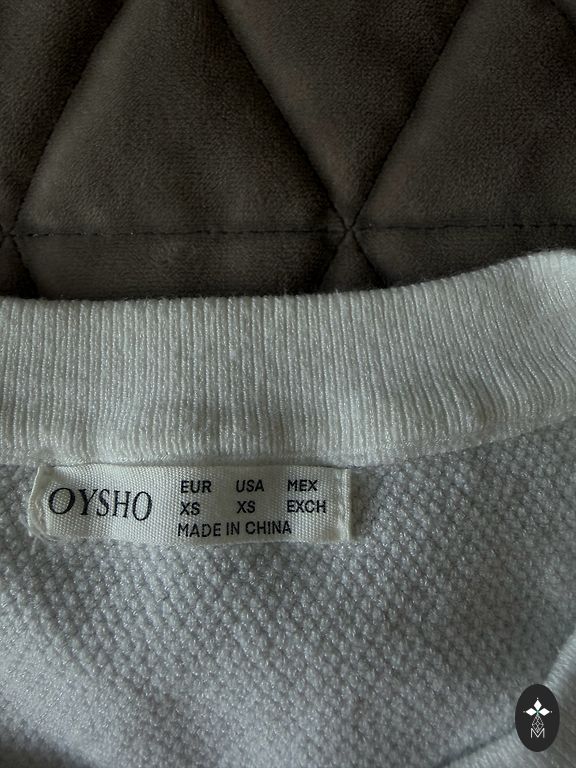 OYSHO
EUR USA MEX
XS XS EXCH
MADE IN CHINA
M